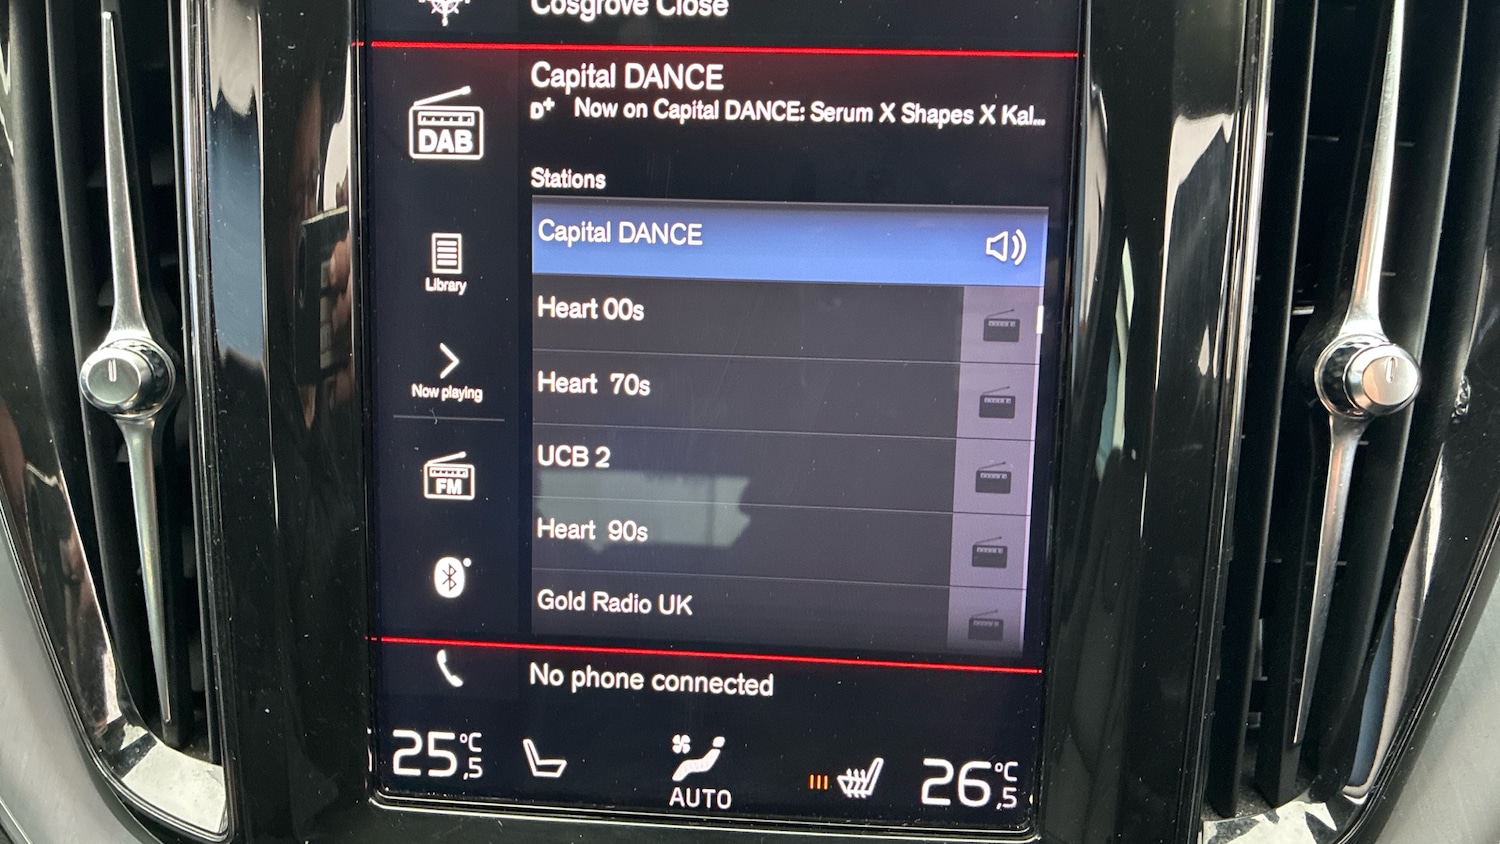 Cosgrove Close
Capital DANCE
D+ Now on Capital DANCE: Serum X Shapes X Kal...
DAB
Stations
Capital DANCE
Library
Heart 00s
Now playing
Heart 70s
UCB 2
FM
Heart 90s
Gold Radio UK
No phone connected
25,5°C
AUTO
26,5°C